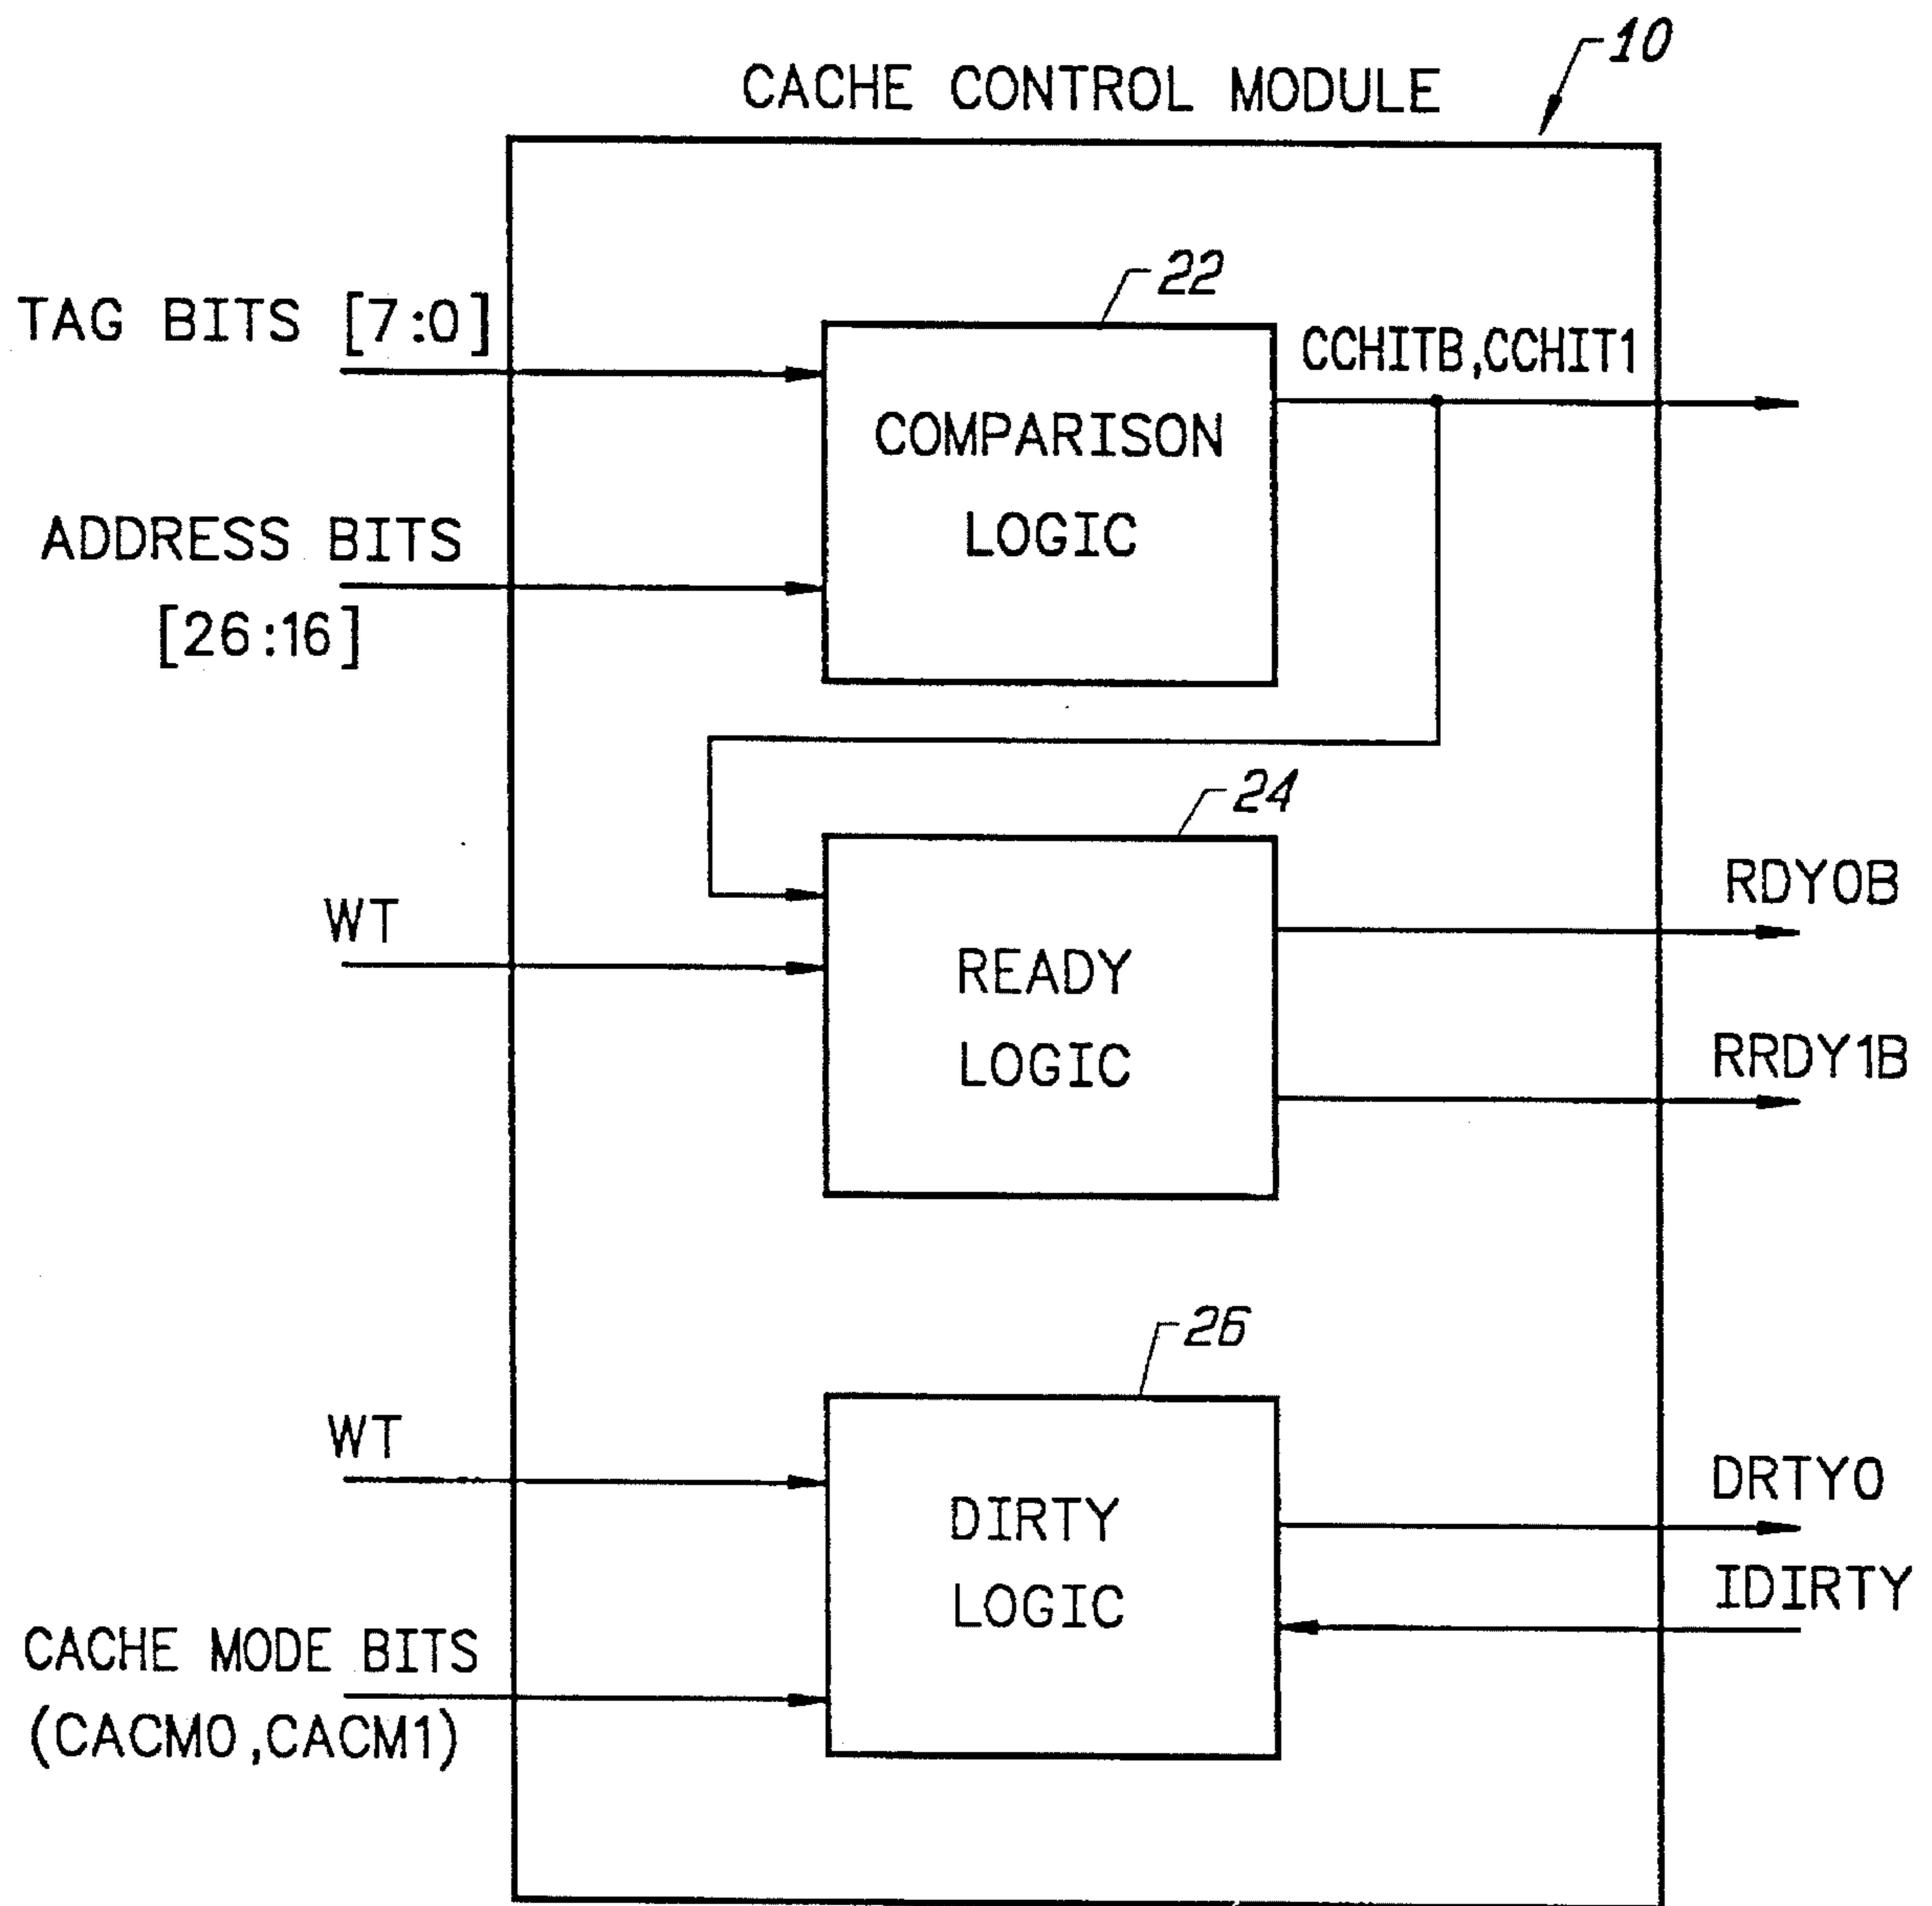 10
CACHE CONTROL MODULE
22
TAG BITS [7:0]
CCHITB,CCHIT1
COMPARISON
LOGIC
ADDRESS BITS
[26:16]
24
RDY0B
WT
READY
LOGIC
RRDY1B
26
WT
DRTY0
DIRTY
LOGIC
IDIRTY
CACHE MODE BITS
(CACM0,CACM1)